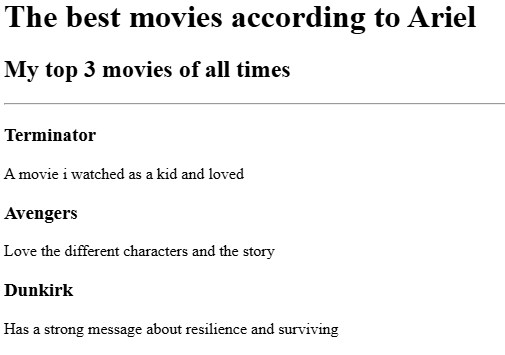 The best movies according to Ariel
My top 3 movies of all times
Terminator
A movie i watched as a kid and loved
Avengers
Love the different characters and the story
Dunkirk
Has a strong message about resilience and surviving